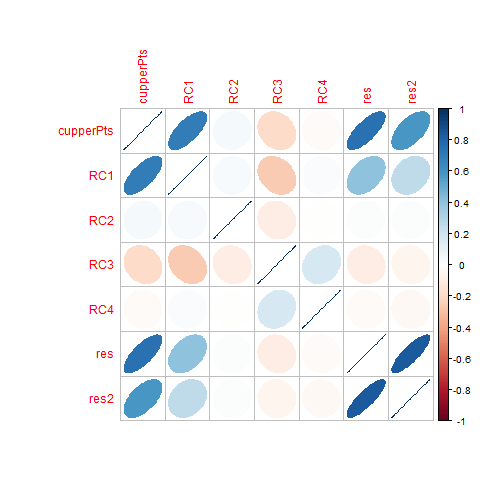 cupperPts
RC1
RC2
RC3
RC4
res
res2
cupperPts
RC1
RC2
RC3
RC4
res
res2
1
0.8
0.6
0.4
0.2
0
-0.2
-0.4
-0.6
-0.8
-1